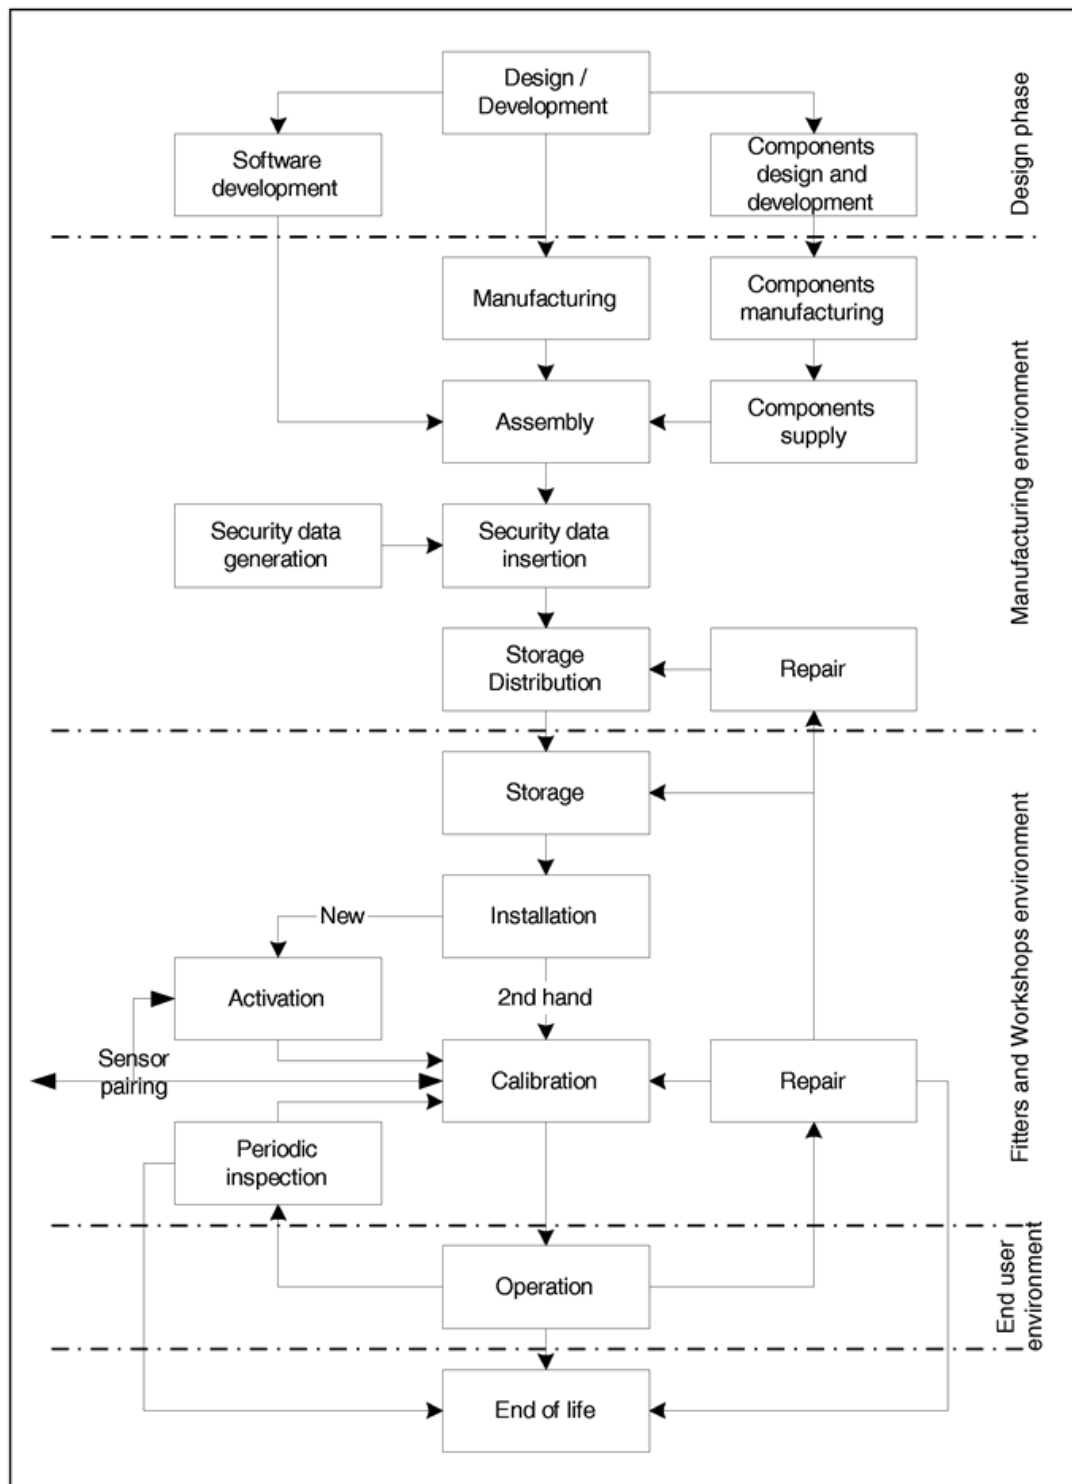 Design /
Development
Software
development
Components
design and
development
Design phase
Manufacturing
Components
manufacturing
Assembly
Components
supply
Manufacturing environment
Security data
generation
Security data
insertion
Storage
Distribution
Repair
Storage
New
Installation
Activation
2nd hand
Sensor
pairing
Calibration
Repair
Fitters and Workshops environment
Periodic
inspection
Operation
End user
environment
End of life